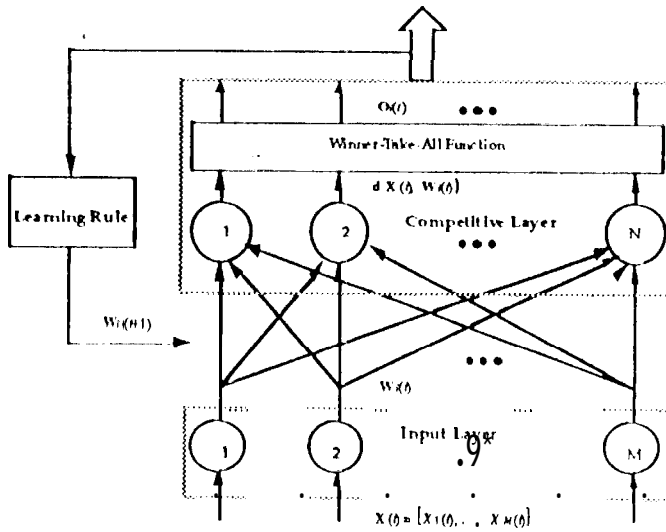 Oi(t)
Winner-Take-All Function
d X(t), Wi(t)}
Learning Rule
1 2 Competitive Layer N
Wi(t+1)
Wi(t)
Input Layer
1 2 M
X(t) = [X1(t), . , XM(t)]